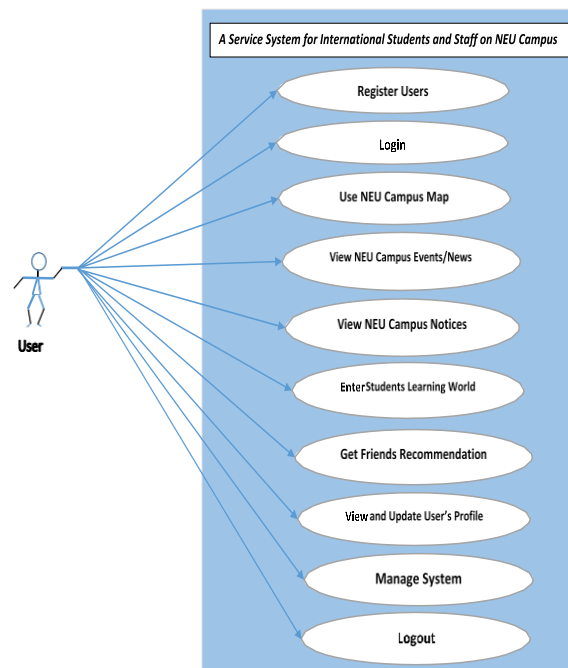 A Service System for International Students and Staff on NEU Campus
Register Users
Login
Use NEU Campus Map
View NEU Campus Events/News
View NEU Campus Notices
Enter Students Learning World
Get Friends Recommendation
View and Update User's Profile
Manage System
Logout
User